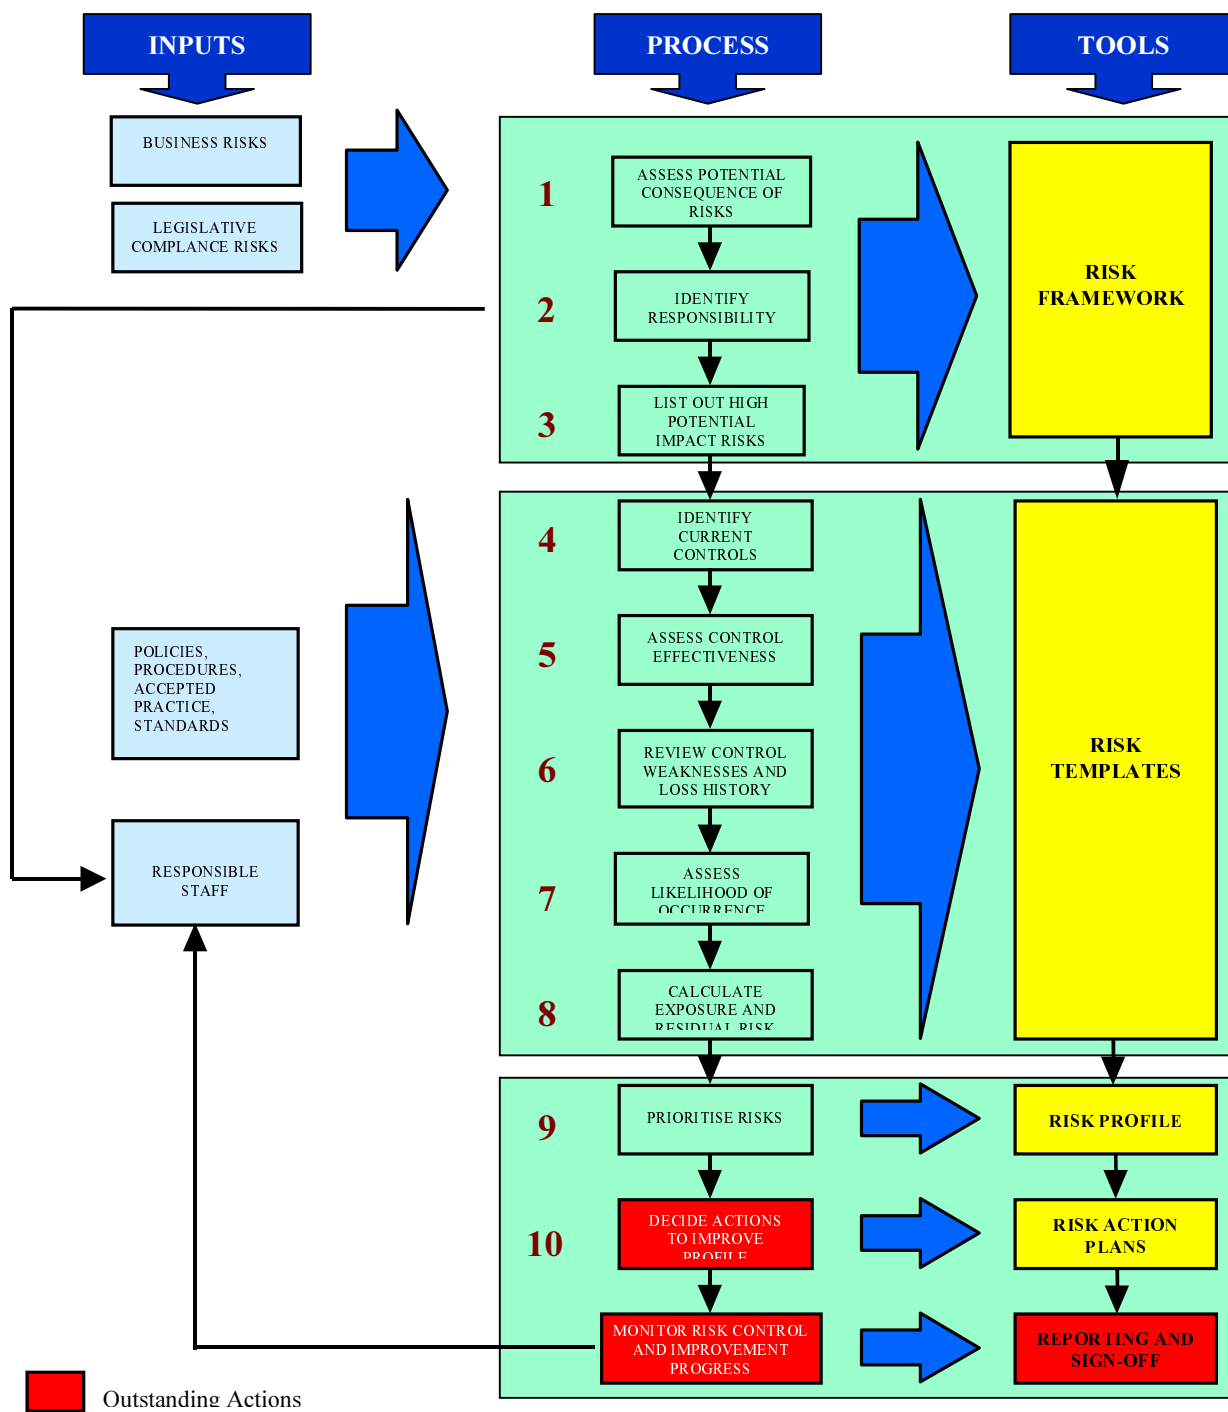 INPUTS
PROCESS
TOOLS
BUSINESS RISKS
LEGISLATIVE
COMPLANCE RISKS
1
ASSESS POTENTIAL
CONSEQUENCE OF
RISKS
2
IDENTIFY
RESPONSIBILITY
3
LIST OUT HIGH
POTENTIAL
IMPACT RISKS
RISK
FRAMEWORK
POLICIES,
PROCEDURES,
ACCEPTED
PRACTICE,
STANDARDS
RESPONSIBLE
STAFF
4
IDENTIFY
CURRENT
CONTROLS
5
ASSESS CONTROL
EFFECTIVENESS
6
REVIEW CONTROL
WEAKNESSES AND
LOSS HISTORY
7
ASSESS
LIKELIHOOD OF
OCCURRENCE
8
CALCULATE
EXPOSURE AND
RESIDUAL RISK
RISK
TEMPLATES
9
PRIORITISE RISKS
RISK PROFILE
10
DECIDE ACTIONS
TO IMPROVE
PROFILE
RISK ACTION
PLANS
MONITOR RISK CONTROL
AND IMPROVEMENT
PROGRESS
REPORTING AND
SIGN-OFF
Outstanding Actions